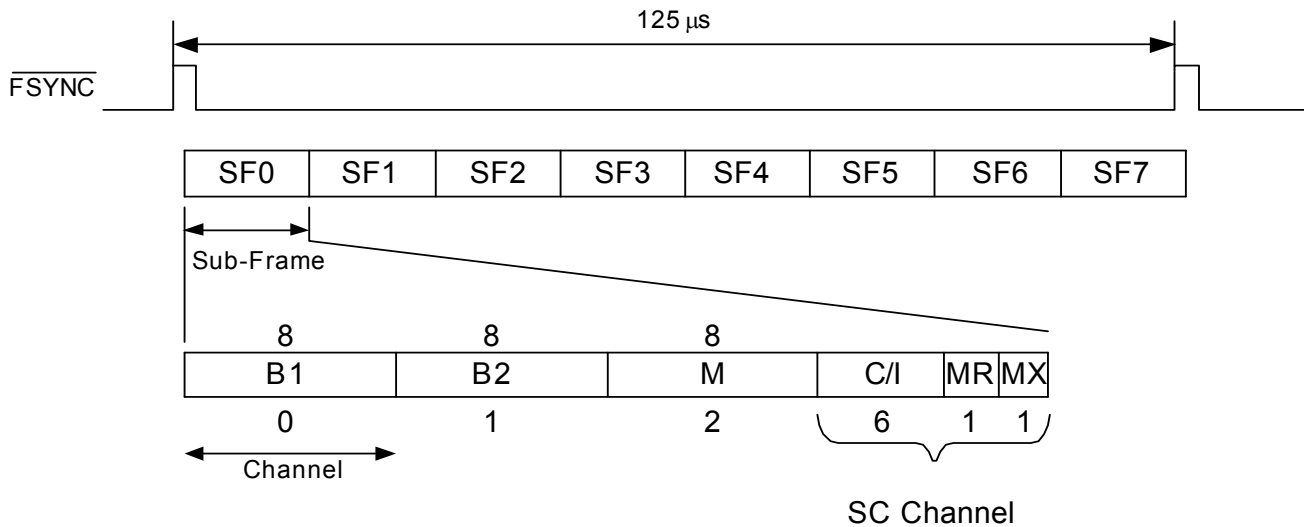 125 µs
FSYNC
SF0 SF1 SF2 SF3 SF4 SF5 SF6 SF7
Sub-Frame
8 8 8
B1 B2 M C/I MR MX
0 1 2 6 1 1
Channel
SC Channel